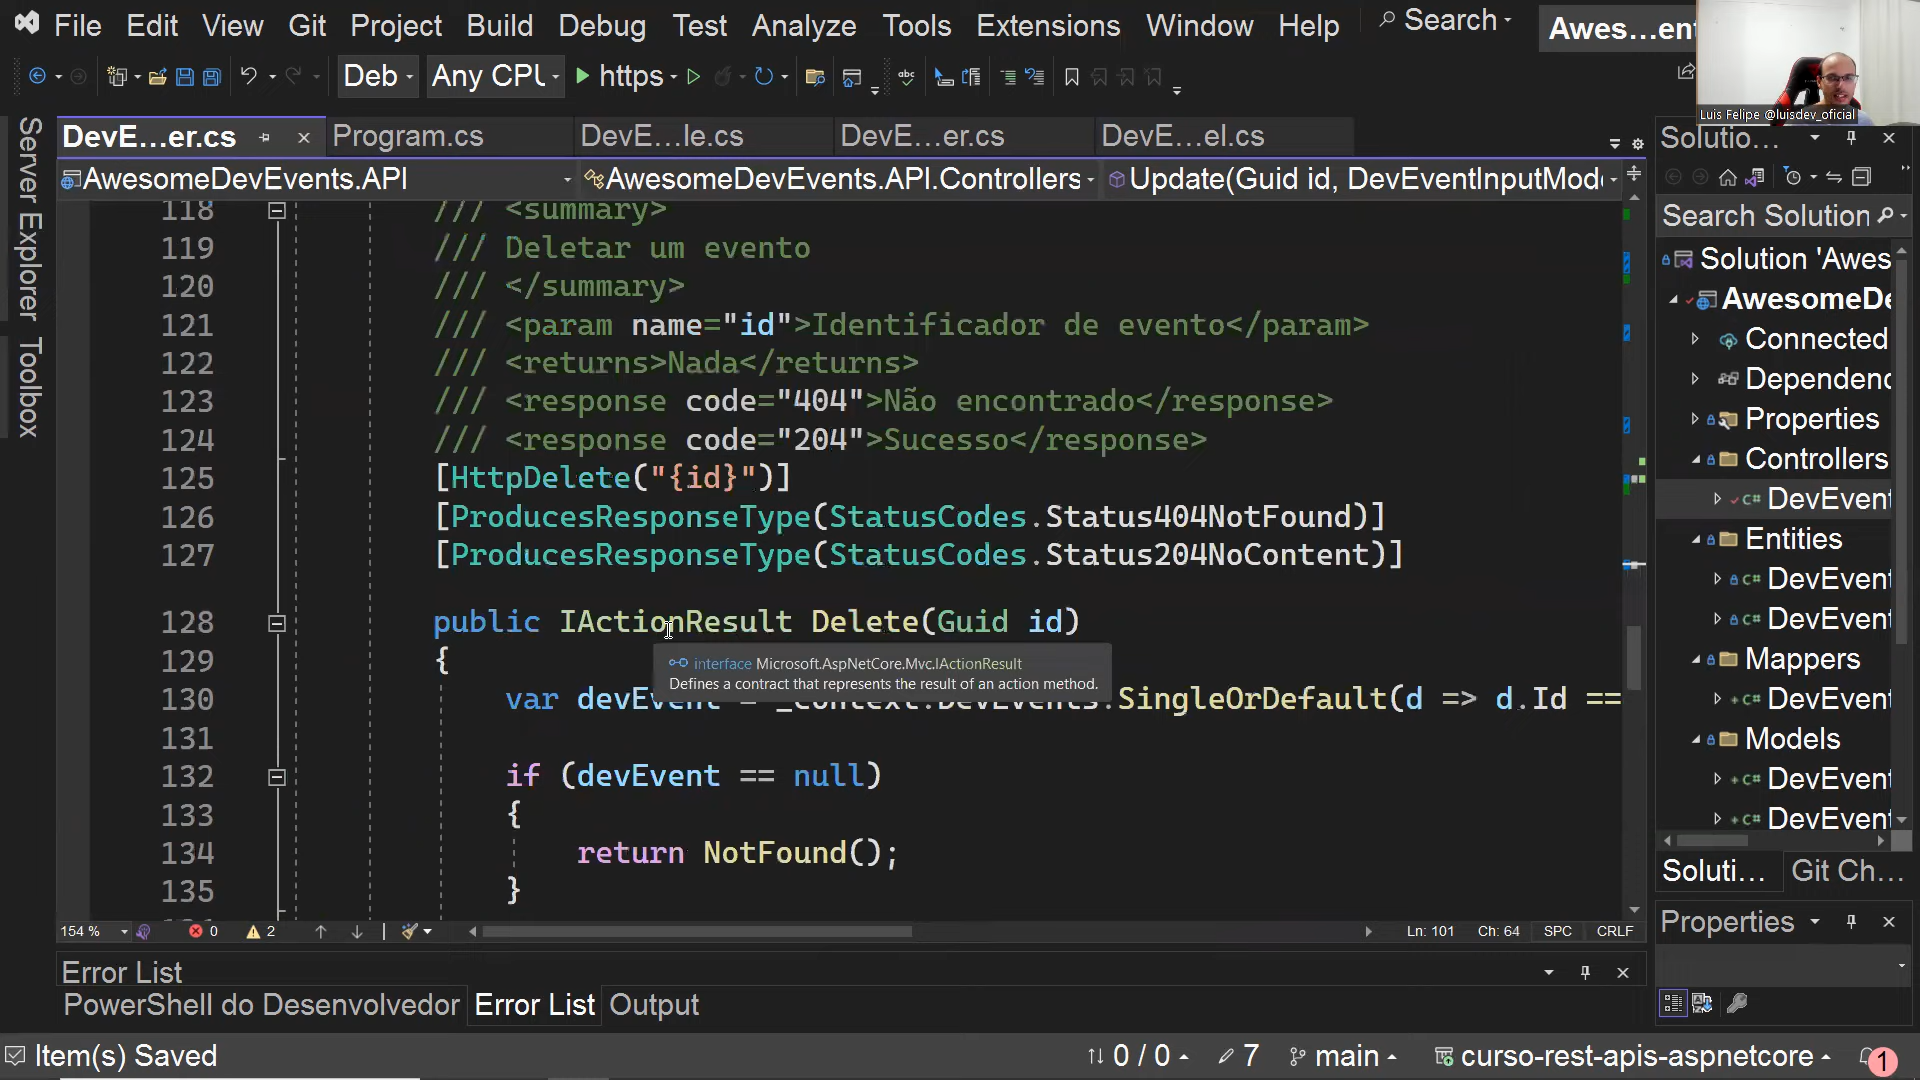 File Edit View Git Project Build Debug Test Analyze Tools Extensions Window Help Search Awes...ent
Deb Any CPU https
Luis Felipe @luisdev_oficial
DevE...er.cs Program.cs DevE...le.cs DevE...er.cs DevE...el.cs
AwesomeDevEvents.API AwesomeDevEvents.API.Controllers Update(Guid id, DevEventInputMode
118 /// <summary>
119 /// Deletar um evento
120 /// </summary>
121 /// <param name="id">Identificador de evento</param>
122 /// <returns>Nada</returns>
123 /// <response code="404">Não encontrado</response>
124 /// <response code="204">Sucesso</response>
125 [HttpDelete("{id}")]
126 [ProducesResponseType(StatusCodes.Status404NotFound)]
127 [ProducesResponseType(StatusCodes.Status204NoContent)]
128 public IActionResult Delete(Guid id)
129 {
interface Microsoft.AspNetCore.Mvc.IActionResult
Defines a contract that represents the result of an action method.
130 var devEvent = _context.DevEvents.SingleOrDefault(d => d.Id ==
131
132 if (devEvent == null)
133 {
134 return NotFound();
135 }
154 % 0 2 Ln: 101 Ch: 64 SPC CRLF
Server Explorer
Toolbox
Solutio...
Search Solution
Solution 'Awes
AwesomeDe
Connected
Dependenc
Properties
Controllers
C# DevEvent
Entities
C# DevEvent
C# DevEvent
Mappers
C# DevEvent
Models
C# DevEvent
C# DevEvent
Soluti... Git Ch...
Properties
Error List
PowerShell do Desenvolvedor Error List Output
Item(s) Saved 0 / 0 7 main curso-rest-apis-aspnetcore 1